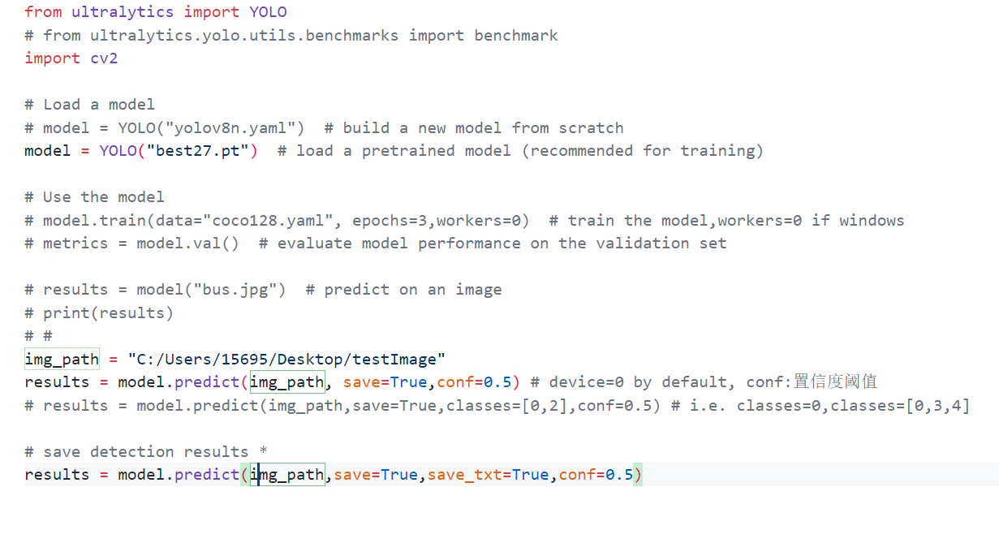 from ultralytics import YOLO
# from ultralytics.yolo.utils.benchmarks import benchmark
import cv2
# Load a model
# model = YOLO("yolov8n.yaml")  # build a new model from scratch
model = YOLO("best27.pt")  # load a pretrained model (recommended for training)
# Use the model
# model.train(data="coco128.yaml", epochs=3,workers=0)  # train the model,workers=0 if windows
# metrics = model.val()  # evaluate model performance on the validation set
# results = model("bus.jpg")  # predict on an image
# print(results)
# #
img_path = "C:/Users/15695/Desktop/testImage"
results = model.predict(img_path, save=True,conf=0.5) # device=0 by default, conf:置信度阈值
# results = model.predict(img_path,save=True,classes=[0,2],conf=0.5) # i.e. classes=0,classes=[0,3,4]
# save detection results *
results = model.predict(img_path,save=True,save_txt=True,conf=0.5)